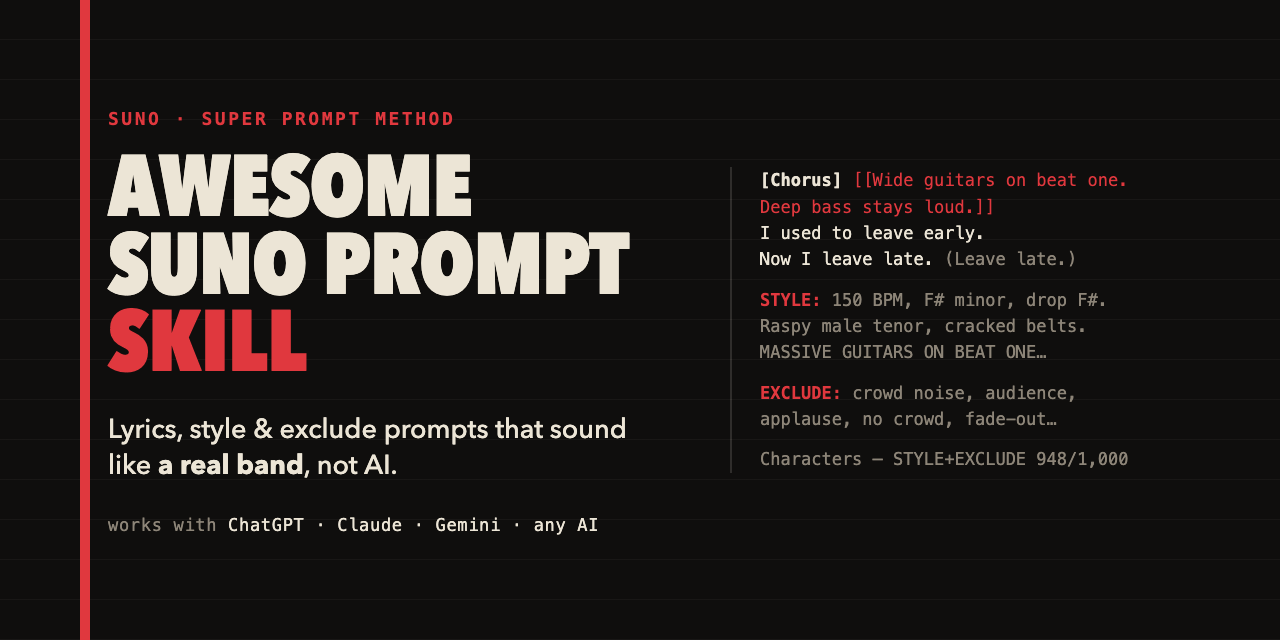 SUNO · SUPER PROMPT METHOD
AWESOME
SUNO PROMPT
SKILL
Lyrics, style & exclude prompts that sound
like a real band, not AI.
works with ChatGPT · Claude · Gemini · any AI
[Chorus] [[Wide guitars on beat one.
Deep bass stays loud.]]
I used to leave early.
Now I leave late. (Leave late.)
STYLE: 150 BPM, F# minor, drop F#.
Raspy male tenor, cracked belts.
MASSIVE GUITARS ON BEAT ONE…
EXCLUDE: crowd noise, audience,
applause, no crowd, fade-out…
Characters — STYLE+EXCLUDE 948/1,000